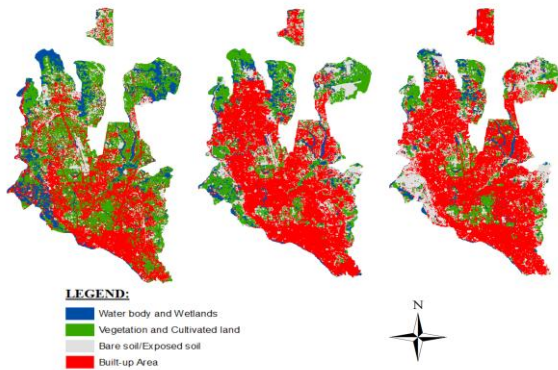 N
LEGEND:
Water body and Wetlands
Vegetation and Cultivated land
Bare soil/Exposed soil
Built-up Area